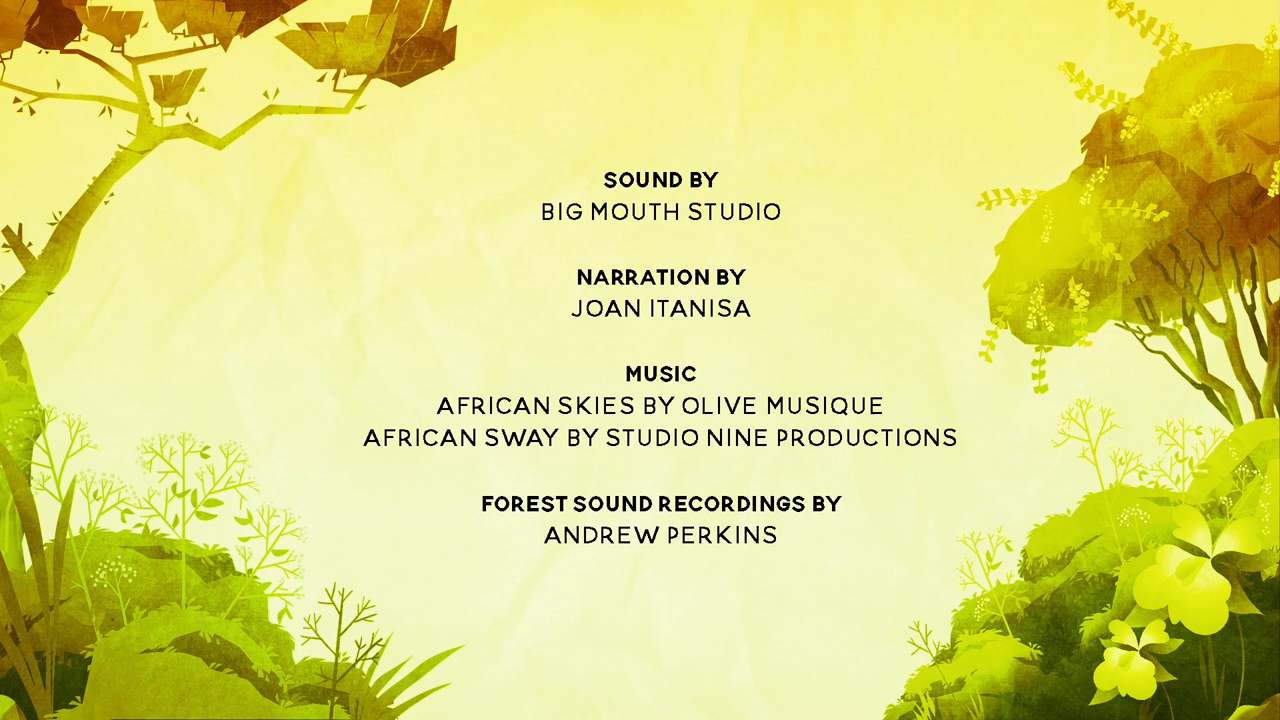 SOUND BY
BIG MOUTH STUDIO
NARRATION BY
JOAN ITANISA
MUSIC
AFRICAN SKIES BY OLIVE MUSIQUE
AFRICAN SWAY BY STUDIO NINE PRODUCTIONS
FOREST SOUND RECORDINGS BY
ANDREW PERKINS